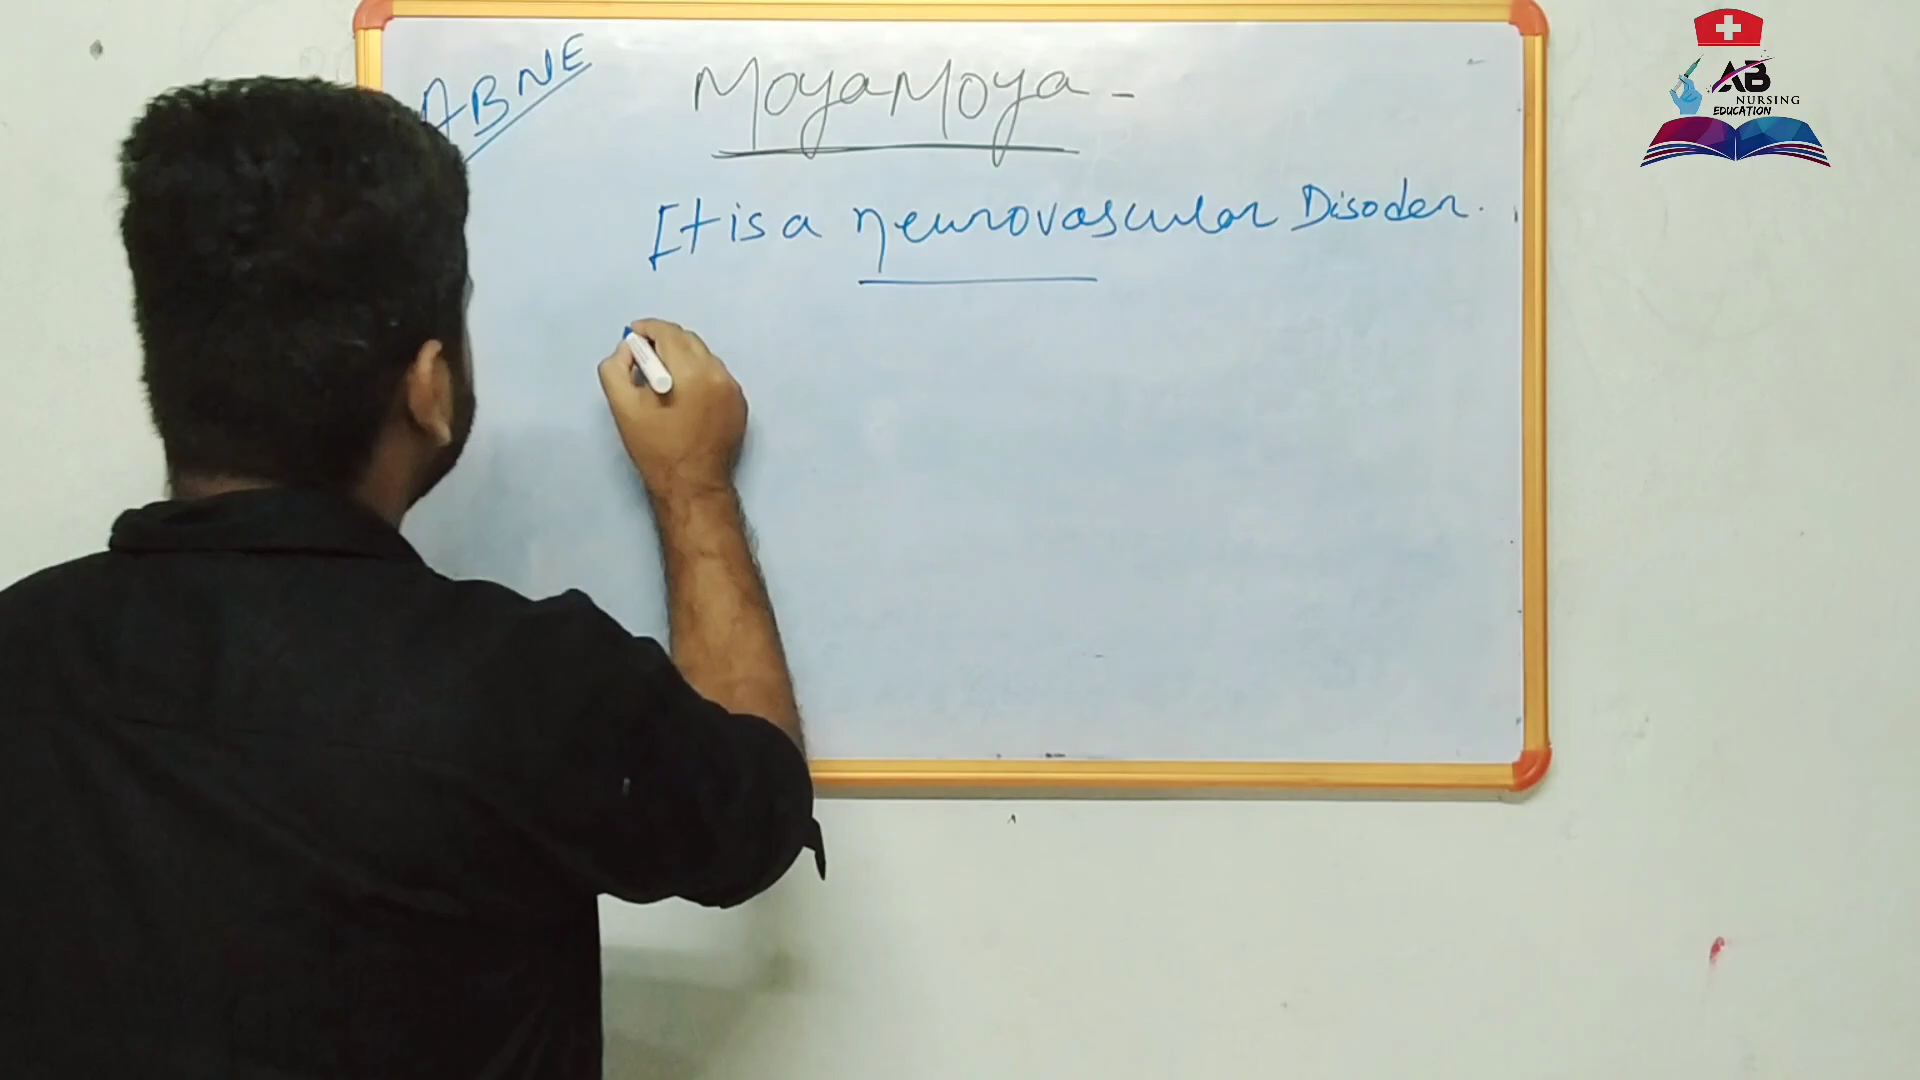 ABNE
MoyaMoya -
It is a neurovascular Disoder.
AB
NURSING
EDUCATION